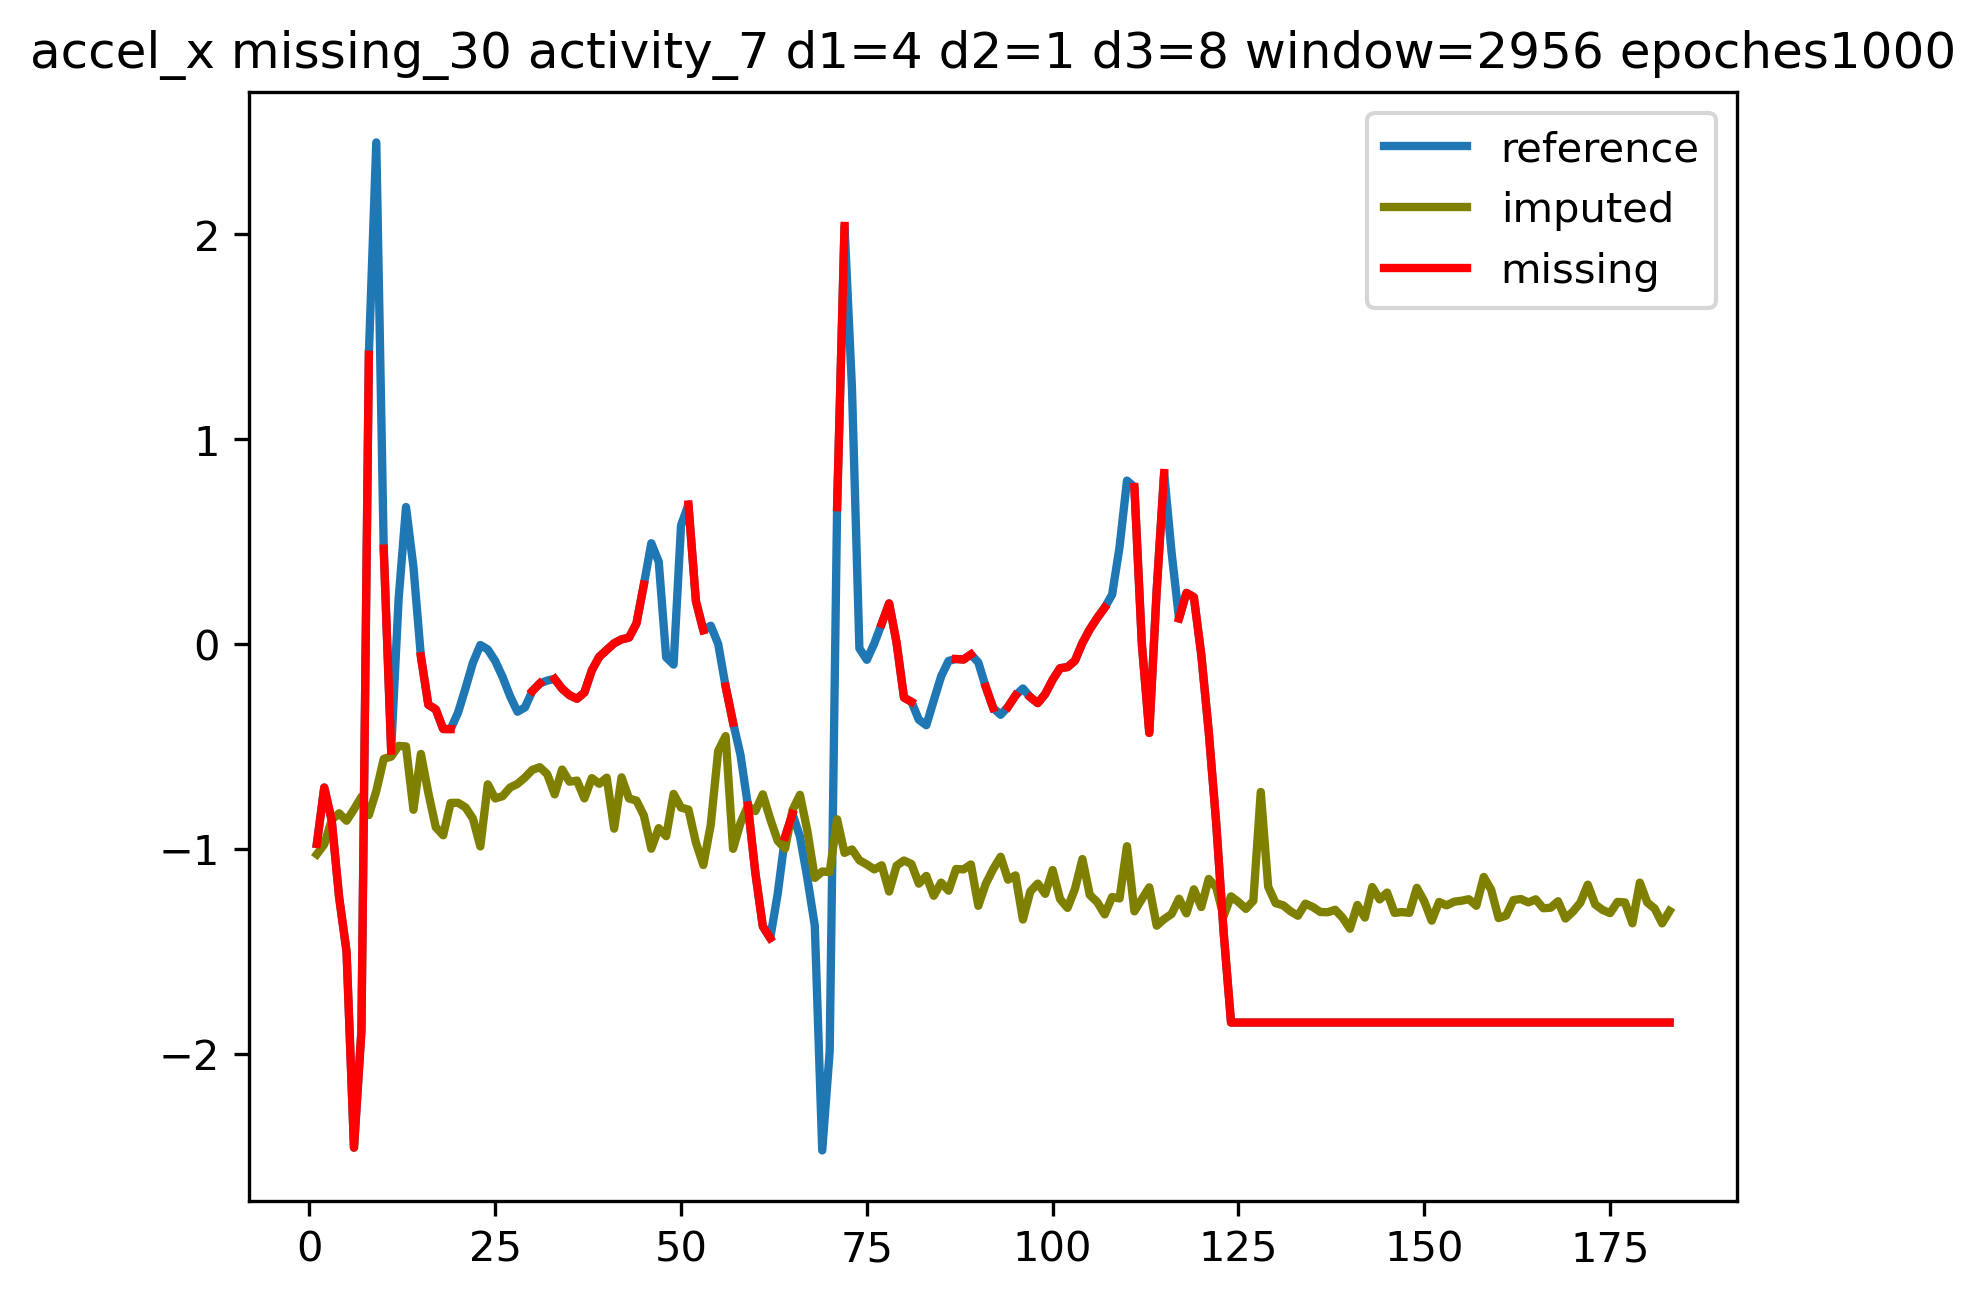 accel_x missing_30 activity_7 d1=4 d2=1 d3=8 window=2956 epoches1000
reference
imputed
missing
2
1
0
−1
−2
0 25 50 75 100 125 150 175